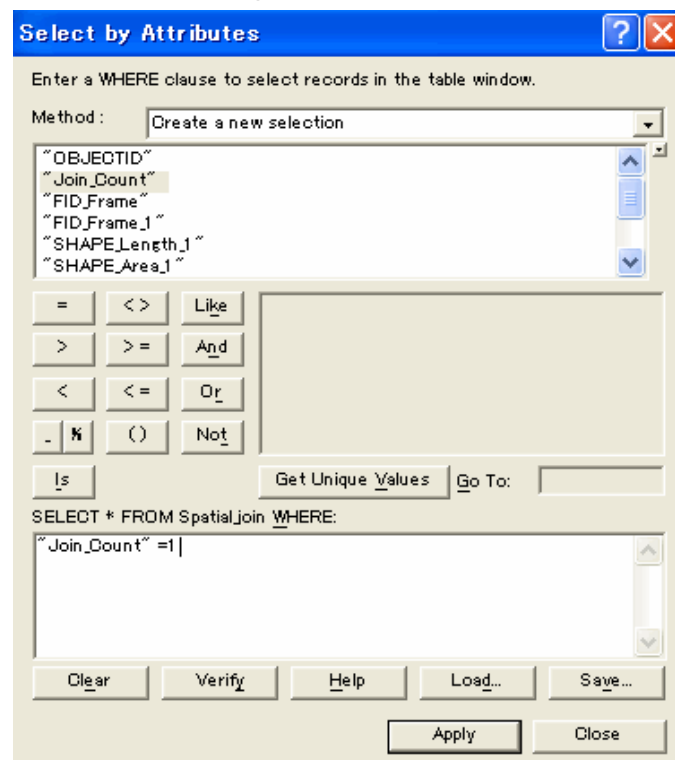 Select by Attributes
Enter a WHERE clause to select records in the table window.
Method : Create a new selection
"OBJECTID"
"Join_Count"
"FID_Frame"
"FID_Frame_1"
"SHAPE_Length_1"
"SHAPE_Area_1"
= <> Like
> >= And
< <= Or
_ % () Not
Is Get Unique Values Go To:
SELECT * FROM Spatial_join WHERE:
"Join_Count" =1
Clear Verify Help Load... Save...
Apply Close